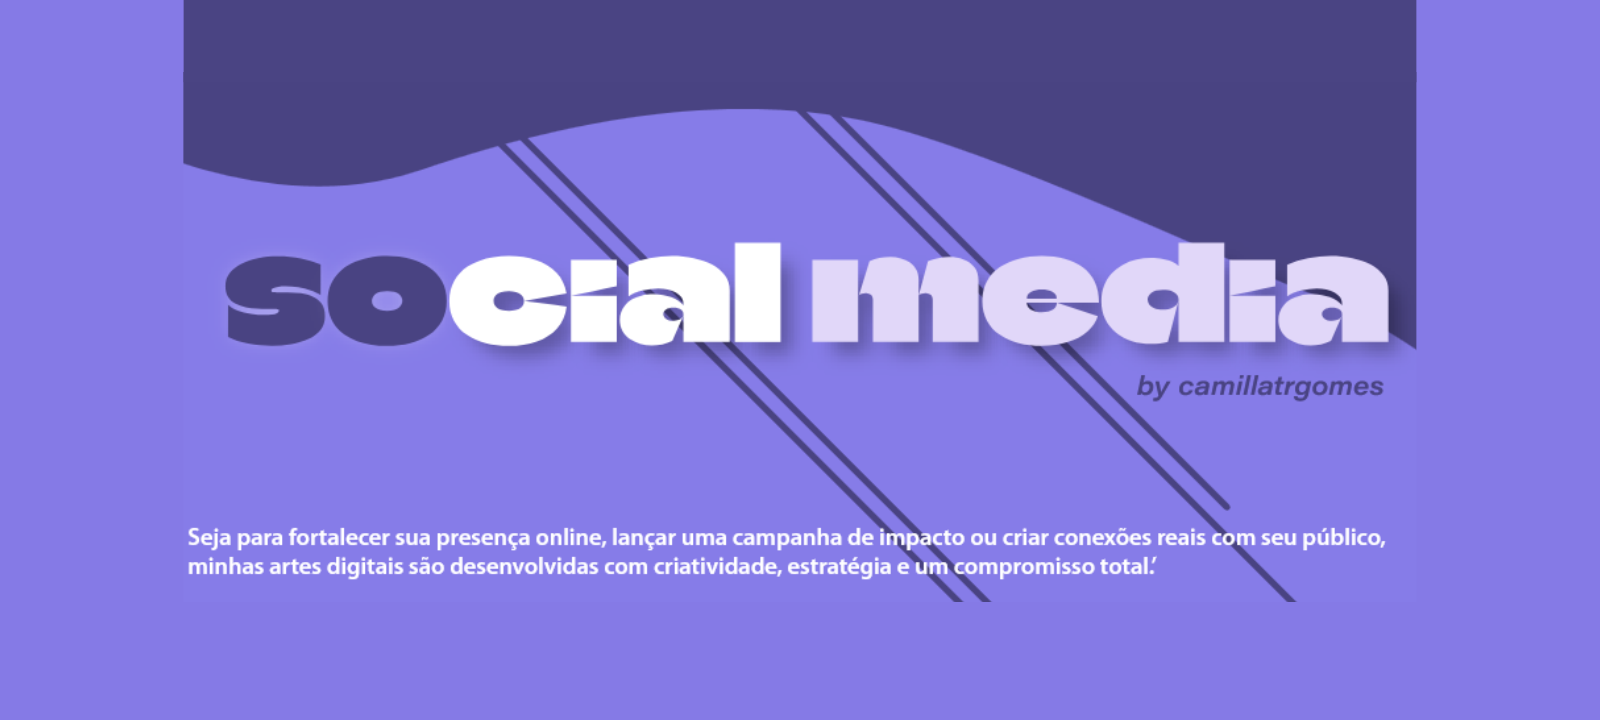 social media
by camillatrgomes
Seja para fortalecer sua presença online, lançar uma campanha de impacto ou criar conexões reais com seu público,
minhas artes digitais são desenvolvidas com criatividade, estratégia e um compromisso total.’